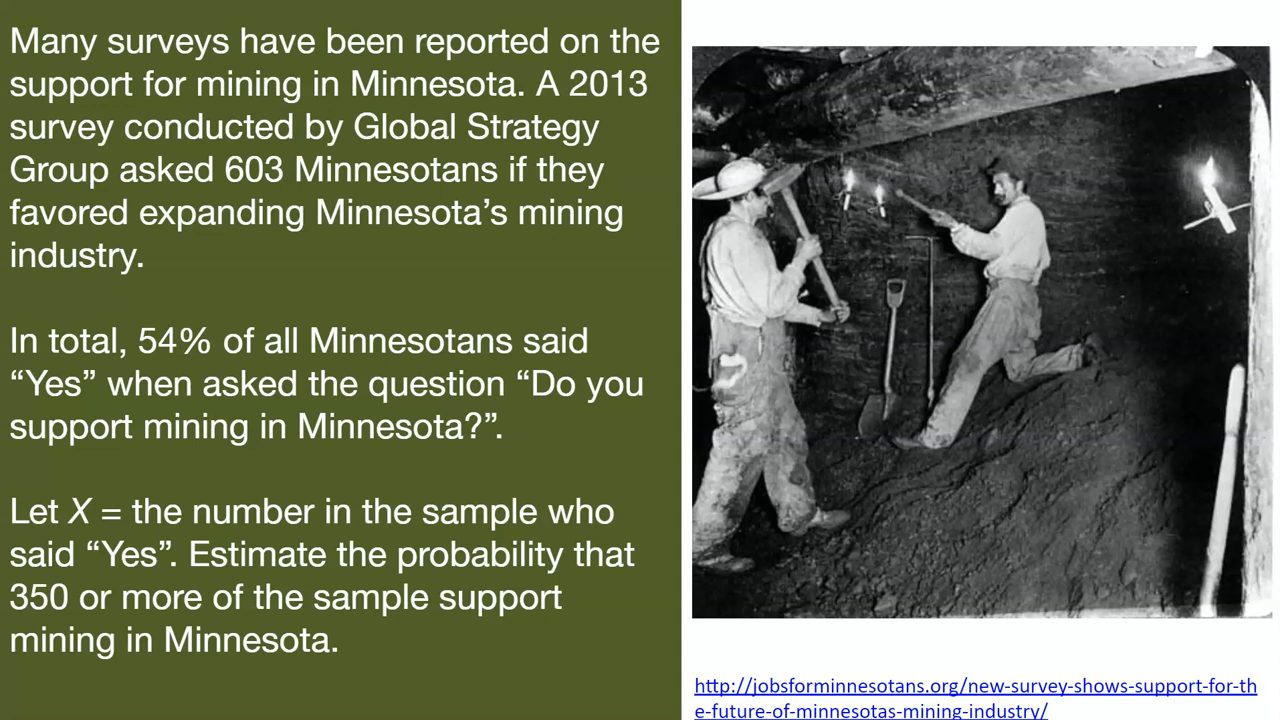 Many surveys have been reported on the
support for mining in Minnesota. A 2013
survey conducted by Global Strategy
Group asked 603 Minnesotans if they
favored expanding Minnesota’s mining
industry.
In total, 54% of all Minnesotans said
“Yes” when asked the question “Do you
support mining in Minnesota?”.
Let X = the number in the sample who
said “Yes”. Estimate the probability that
350 or more of the sample support
mining in Minnesota.
http://jobsforminnesotans.org/new-survey-shows-support-for-th
e-future-of-minnesotas-mining-industry/